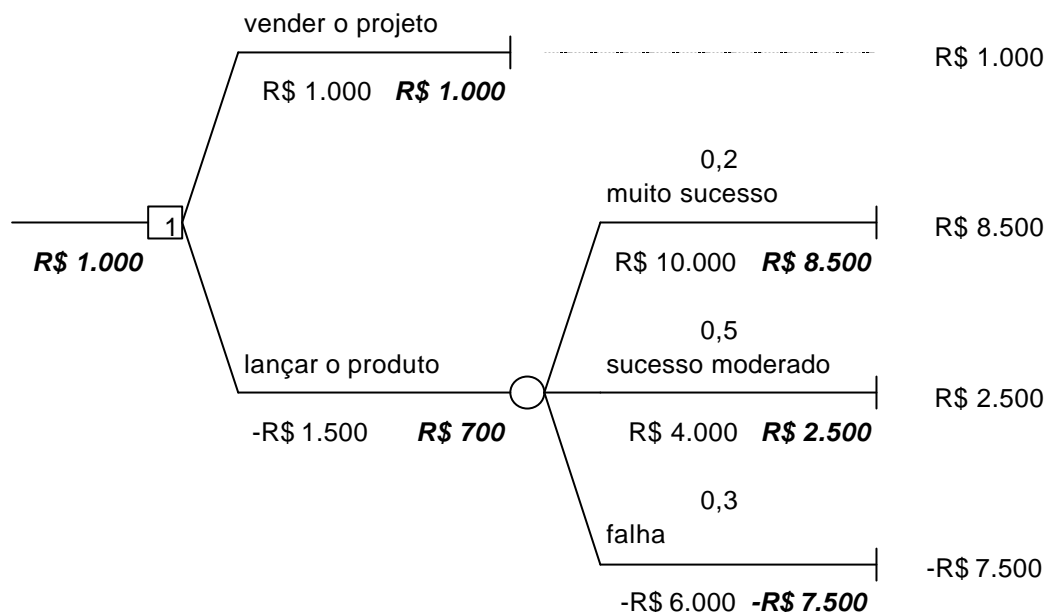 vender o projeto
R$ 1.000
R$ 1.000 R$ 1.000
0,2
muito sucesso
1
R$ 8.500
R$ 1.000
R$ 10.000 R$ 8.500
0,5
lançar o produto
sucesso moderado
R$ 2.500
-R$ 1.500 R$ 700
R$ 4.000 R$ 2.500
0,3
falha
-R$ 7.500
-R$ 6.000 -R$ 7.500